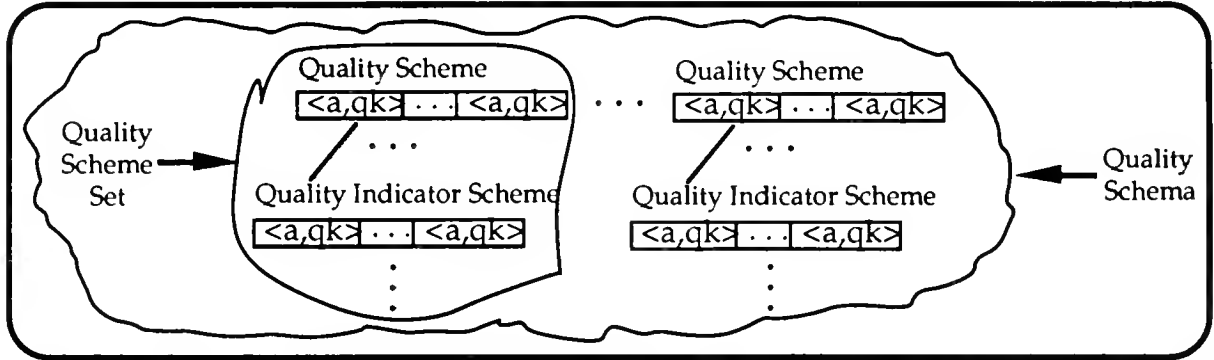 Quality Scheme
<a,qk> ... <a,qk>
...
Quality Scheme
<a,qk> ... <a,qk>
Quality
Scheme
Set
...
...
Quality
Schema
Quality Indicator Scheme
<a,qk> ... <a,qk>
Quality Indicator Scheme
<a,qk> ... <a,qk>